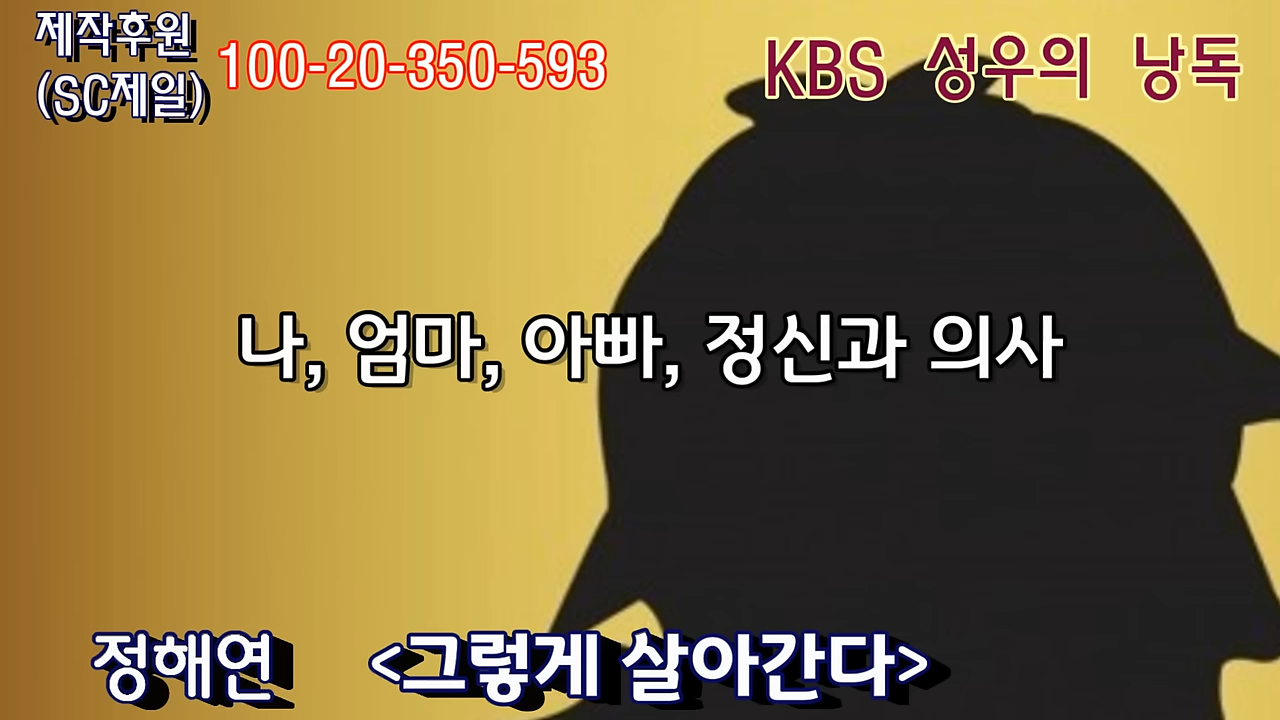 제작후원
(SC제일)
100-20-350-593
KBS 성우의 낭독
나, 엄마, 아빠, 정신과 의사
정해연 <그렇게 살아간다>